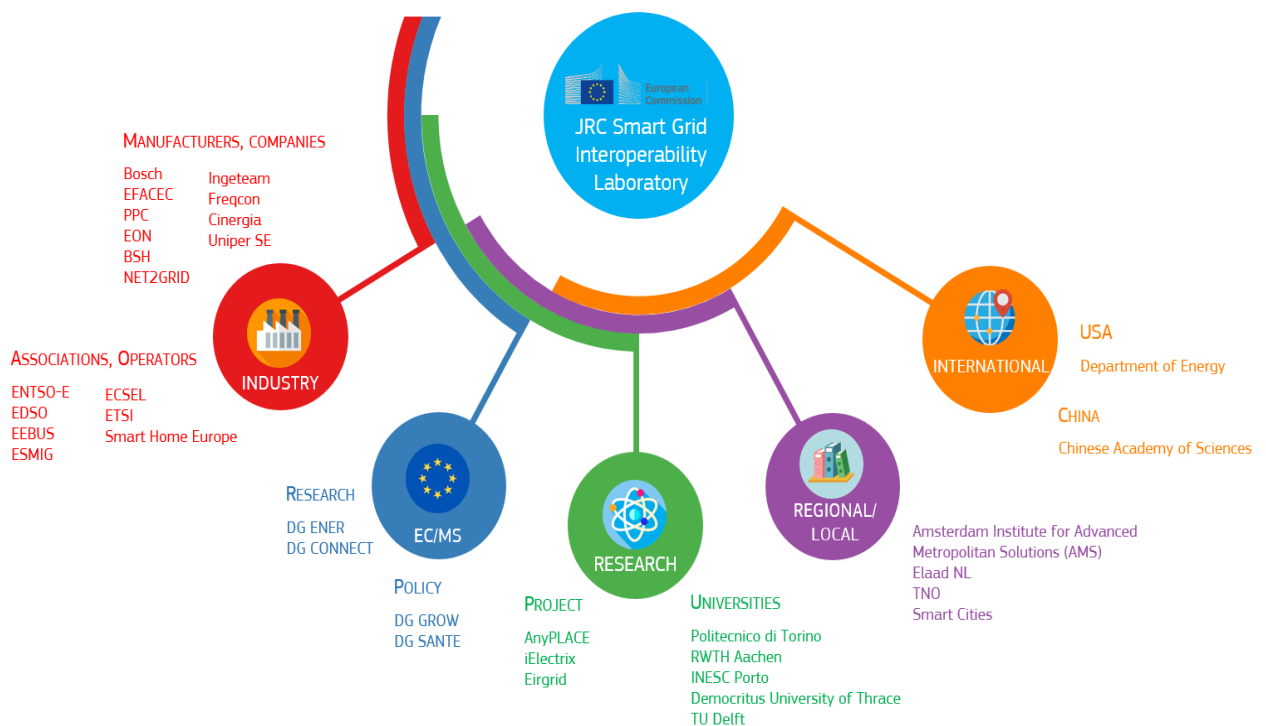 European
Commission
JRC Smart Grid
Interoperability
Laboratory
MANUFACTURERS, COMPANIES
Bosch
EFACEC
PPC
EON
BSH
NET2GRID
Ingeteam
Freqcon
Cinergia
Uniper SE
INDUSTRY
ASSOCIATIONS, OPERATORS
ENTSO-E
EDSO
EEBUS
ESMIG
ECSEL
ETSI
Smart Home Europe
EC/MS
RESEARCH
DG ENER
DG CONNECT
POLICY
DG GROW
DG SANTE
RESEARCH
PROJECT
AnyPLACE
iElectrix
Eirgrid
UNIVERSITIES
Politecnico di Torino
RWTH Aachen
INESC Porto
Democritus University of Thrace
TU Delft
REGIONAL/
LOCAL
Amsterdam Institute for Advanced
Metropolitan Solutions (AMS)
Elaad NL
TNO
Smart Cities
INTERNATIONAL
USA
Department of Energy
CHINA
Chinese Academy of Sciences